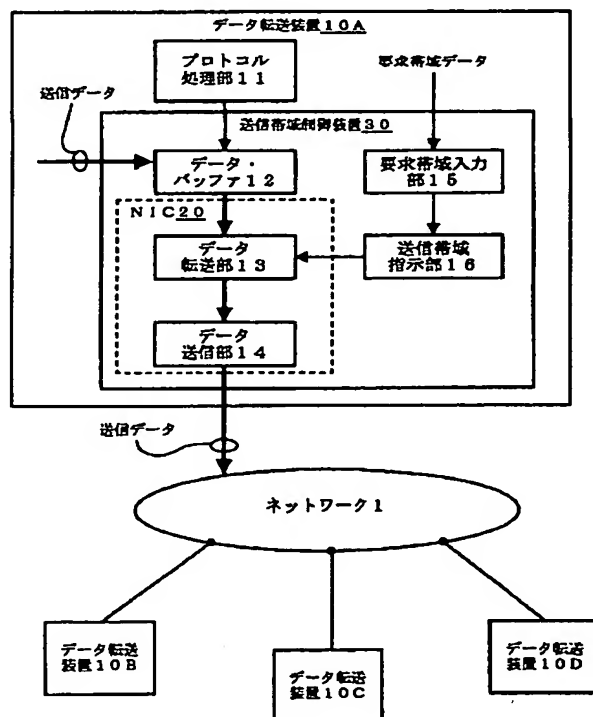 データ転送装置10A
プロトコル
処理部11
要求帯域データ
送信データ
送信帯域制御装置30
データ・
バッファ12
要求帯域入力
部15
NIC20
データ
転送部13
送信帯域
指示部16
データ
送信部14
送信データ
ネットワーク1
データ転送
装置10B
データ転送
装置10C
データ転送
装置10D